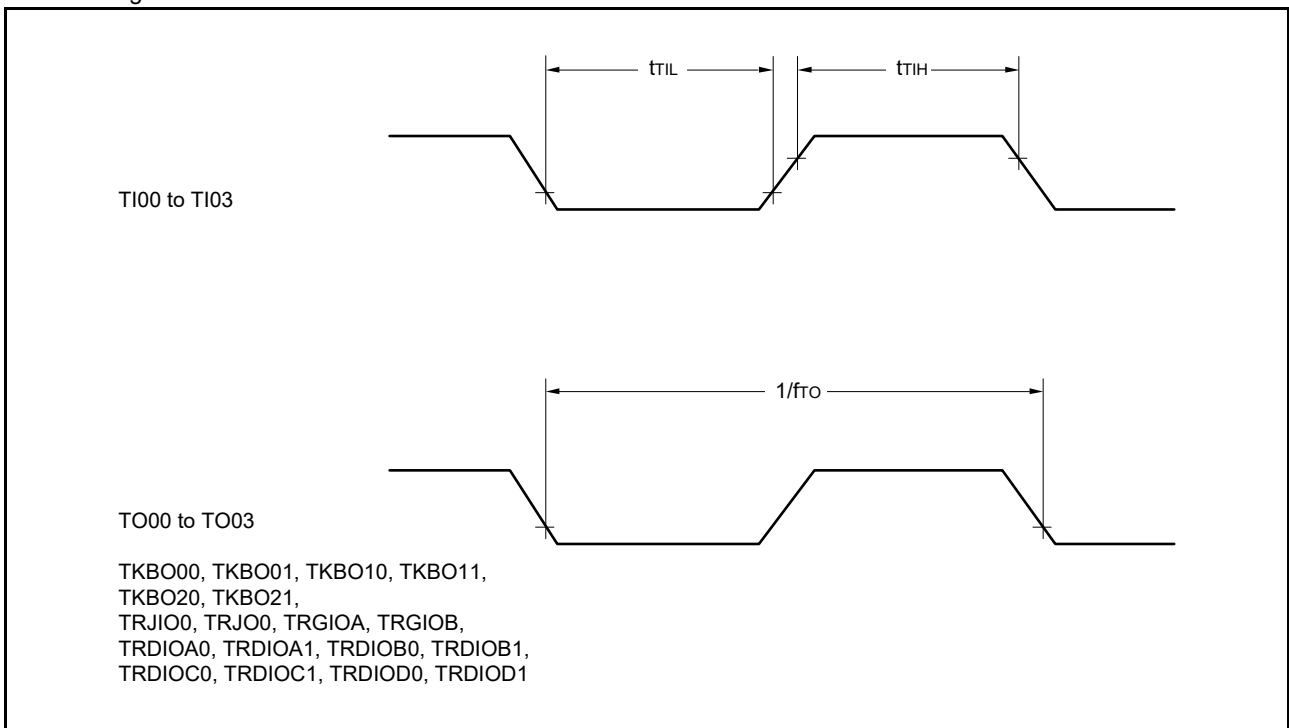 tTIL
tTIH
TI00 to TI03
1/fTO
TO00 to TO03
TKBO00, TKBO01, TKBO10, TKBO11,
TKBO20, TKBO21,
TRJIO0, TRJO0, TRGIOA, TRGIOB,
TRDIOA0, TRDIOA1, TRDIOB0, TRDIOB1,
TRDIOC0, TRDIOC1, TRDIOD0, TRDIOD1